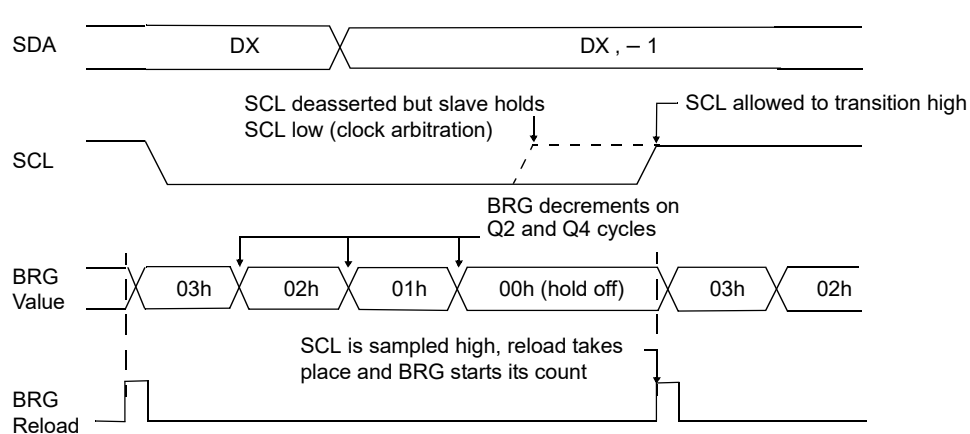 SDA
DX
DX , – 1
SCL deasserted but slave holds
SCL low (clock arbitration)
SCL allowed to transition high
SCL
BRG decrements on
Q2 and Q4 cycles
BRG
Value
03h
02h
01h
00h (hold off)
03h
02h
SCL is sampled high, reload takes
place and BRG starts its count
BRG
Reload